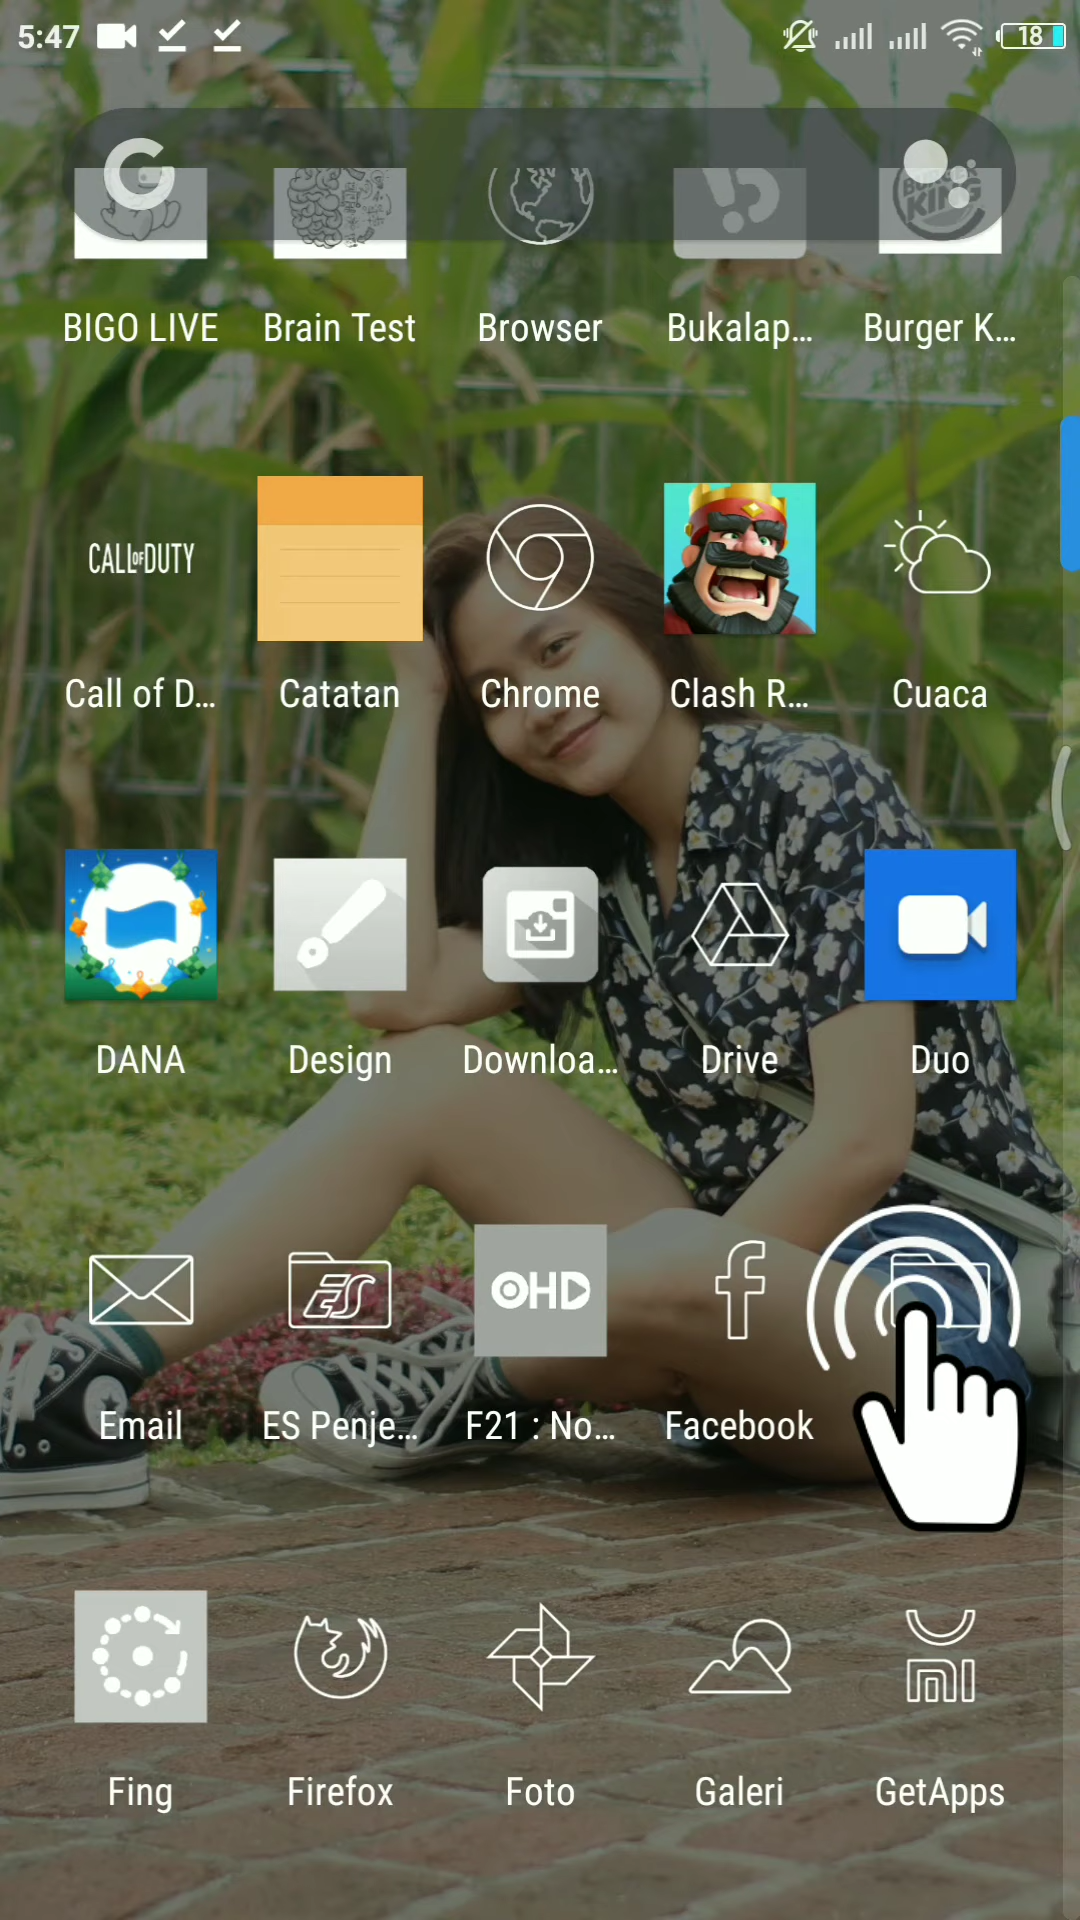 5:47 18
BIGO LIVE Brain Test Browser Bukalap... Burger K...
CALL OF DUTY
Call of D... Catatan Chrome Clash R... Cuaca
DANA Design Downloa... Drive Duo
ES OHD
Email ES Penje... F21 : No... Facebook
Fing Firefox Foto Galeri GetApps